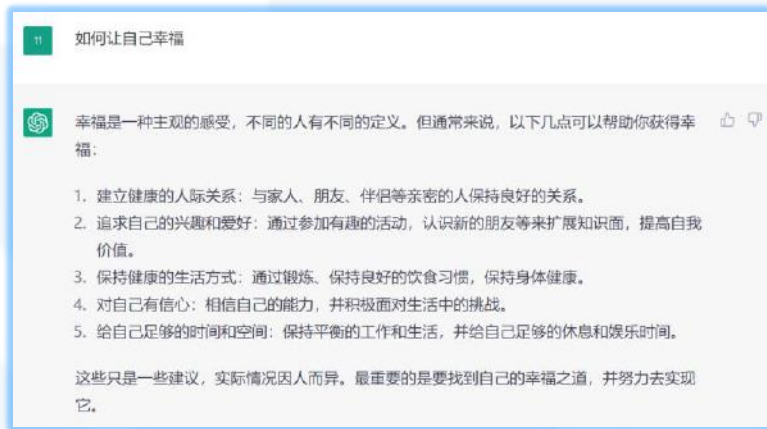 11
如何让自己幸福
幸福是一种主观的感受，不同的人有不同的定义。但通常来说，以下几点可以帮助你获得幸
福：
1. 建立健康的人际关系：与家人、朋友、伴侣等亲密的人保持良好的关系。
2. 追求自己的兴趣和爱好：通过参加有趣的活动，认识新的朋友等来扩展知识面，提高自我
价值。
3. 保持健康的生活方式：通过锻炼、保持良好的饮食习惯，保持身体健康。
4. 对自己有信心：相信自己的能力，并积极面对生活中的挑战。
5. 给自己足够的时间和空间：保持平衡的工作和生活，并给自己足够的休息和娱乐时间。
这些只是一些建议，实际情况因人而异。最重要的是要找到自己的幸福之道，并努力去实现
它。